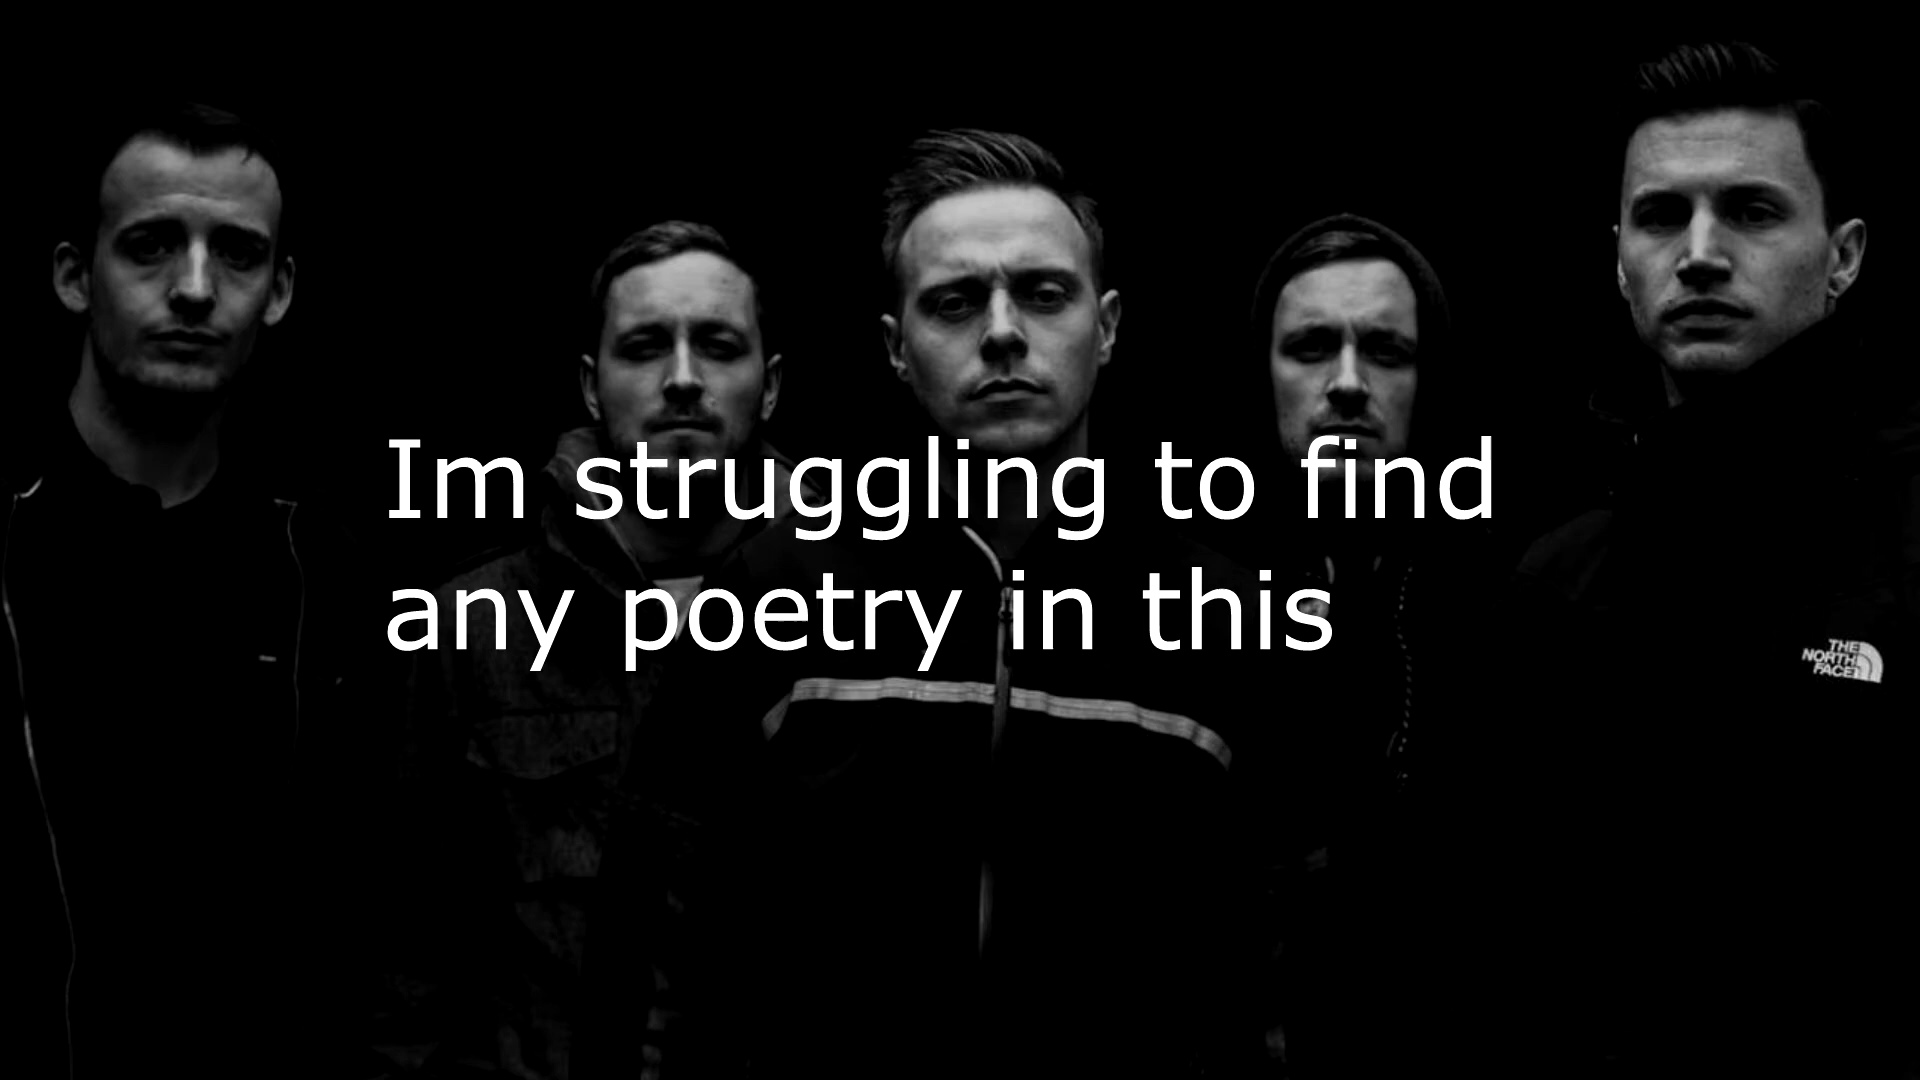 Im struggling to find
any poetry in this
THE
NORTH
FACE